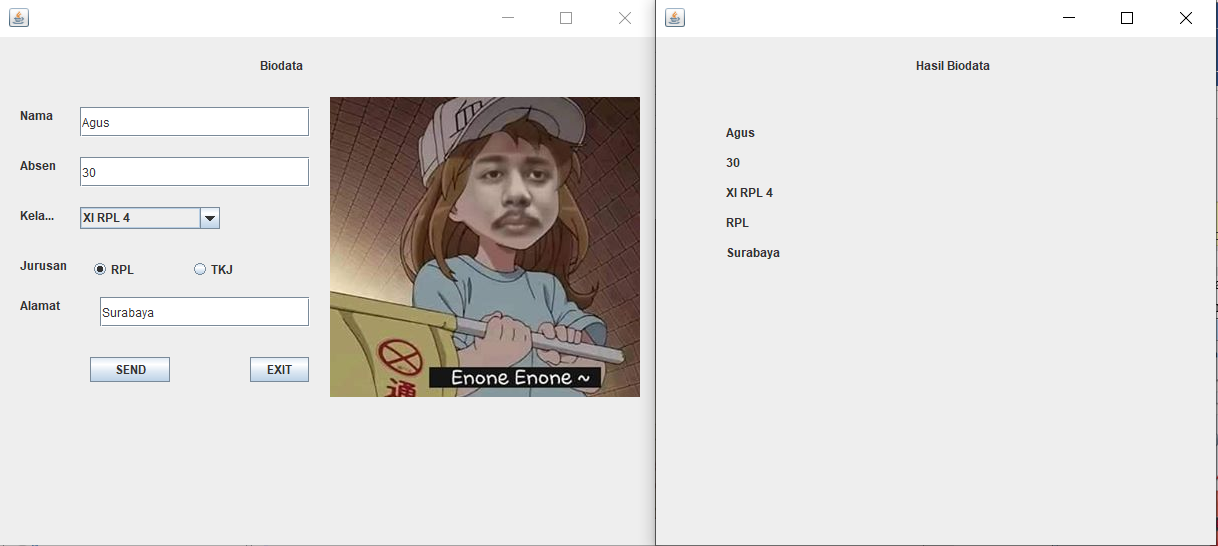 Biodata
Nama Agus
Absen 30
Kela... XI RPL 4
Jurusan RPL TKJ
Alamat Surabaya
SEND EXIT
通
Enone Enone ~
Hasil Biodata
Agus
30
XI RPL 4
RPL
Surabaya